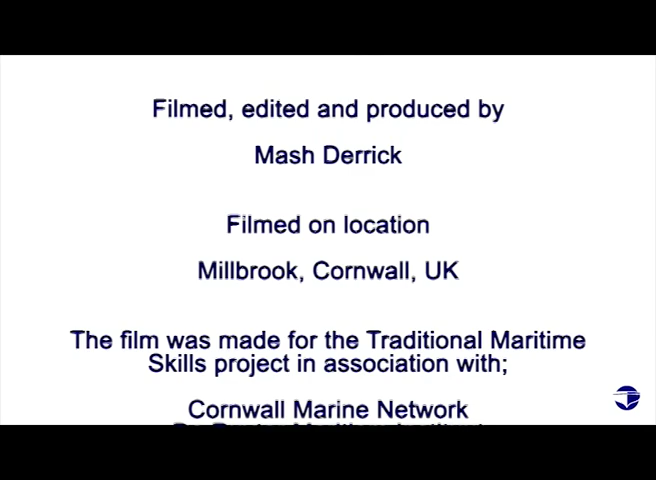 Filmed, edited and produced by
Mash Derrick
Filmed on location
Millbrook, Cornwall, UK
The film was made for the Traditional Maritime
Skills project in association with;
Cornwall Marine Network